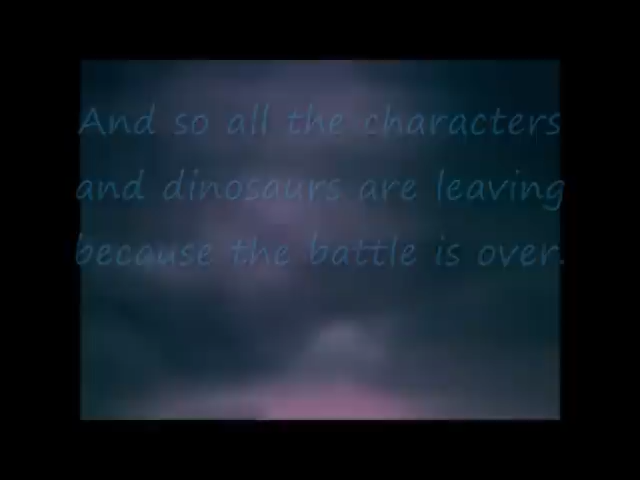 And so all the characters
and dinosaurs are leaving
because the battle is over.